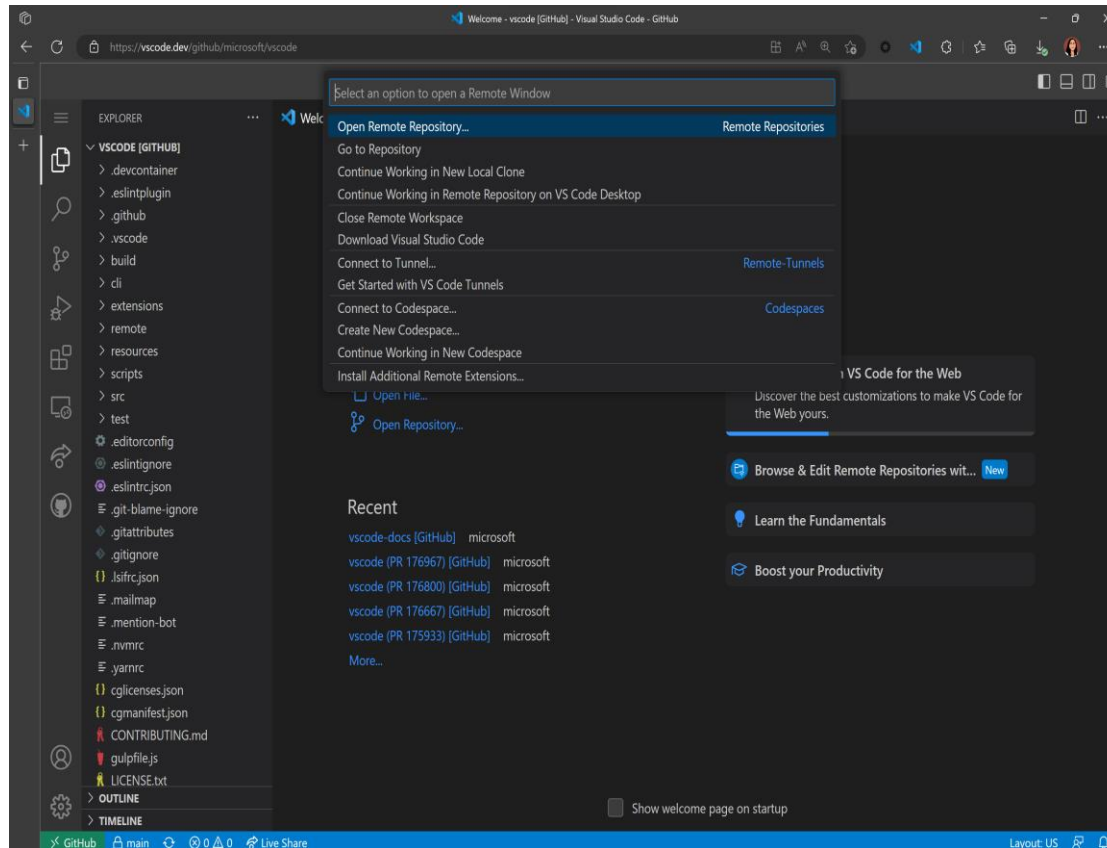 Welcome - vscode [GitHub] - Visual Studio Code - GitHub
https://vscode.dev/github/microsoft/vscode
Select an option to open a Remote Window
Open Remote Repository... Remote Repositories
Go to Repository
Continue Working in New Local Clone
Continue Working in Remote Repository on VS Code Desktop
Close Remote Workspace
Download Visual Studio Code
Connect to Tunnel... Remote-Tunnels
Get Started with VS Code Tunnels
Connect to Codespace... Codespaces
Create New Codespace...
Continue Working in New Codespace
Install Additional Remote Extensions...
EXPLORER
VSCODE [GITHUB]
.devcontainer
.eslintplugin
.github
.vscode
build
cli
extensions
remote
resources
scripts
src
test
.editorconfig
.eslintignore
.eslintrc.json
.git-blame-ignore
.gitattributes
.gitignore
.lsifrc.json
.mailmap
.mention-bot
.nvmrc
.yarnrc
cglicenses.json
cgmanifest.json
CONTRIBUTING.md
gulpfile.js
LICENSE.txt
OUTLINE
TIMELINE
Welc
Open File...
Open Repository...
Recent
vscode-docs [GitHub] microsoft
vscode (PR 176967) [GitHub] microsoft
vscode (PR 176800) [GitHub] microsoft
vscode (PR 176667) [GitHub] microsoft
vscode (PR 175933) [GitHub] microsoft
More...
VS Code for the Web
Discover the best customizations to make VS Code for
the Web yours.
Browse & Edit Remote Repositories wit... New
Learn the Fundamentals
Boost your Productivity
Show welcome page on startup
GitHub main 0 0 Live Share Layout: US